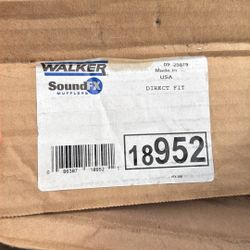 WALKER
SoundFX
MUFFLERS
Made in
USA
DIRECT FIT
18952